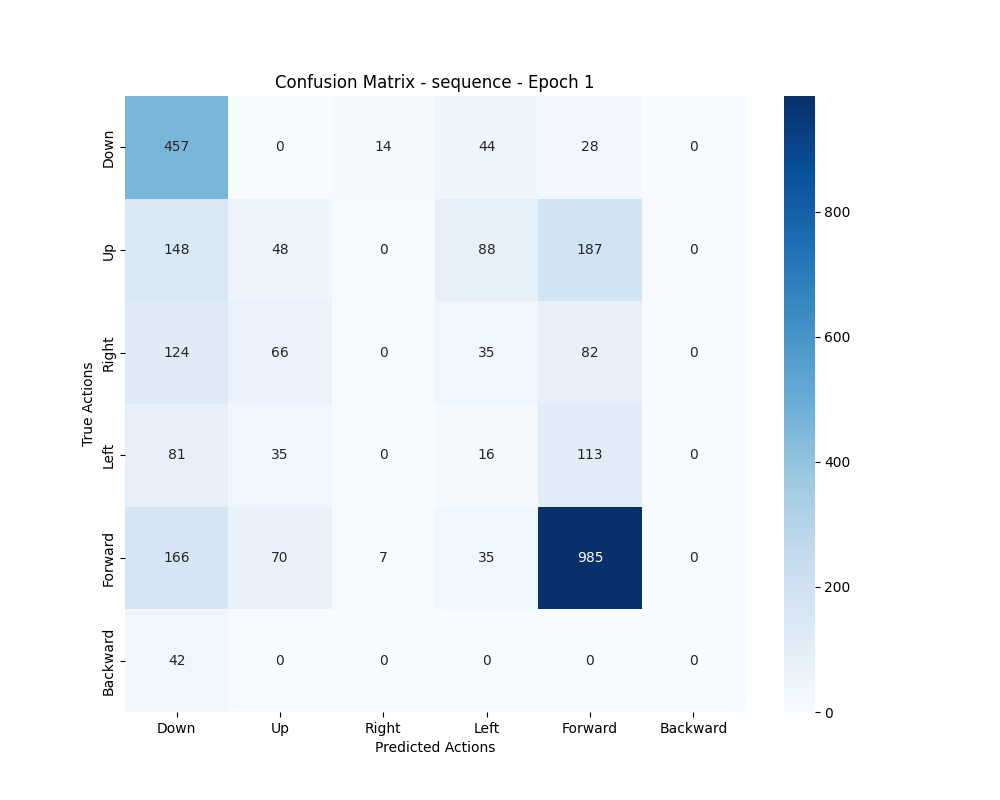 Confusion Matrix - sequence - Epoch 1
True Actions
Down 457 0 14 44 28 0
Up 148 48 0 88 187 0
Right 124 66 0 35 82 0
Left 81 35 0 16 113 0
Forward 166 70 7 35 985 0
Backward 42 0 0 0 0 0
Down Up Right Left Forward Backward
Predicted Actions
800
600
400
200
0